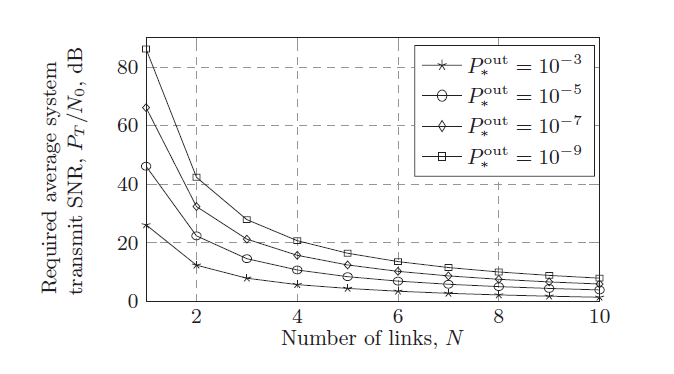 Required average system
transmit SNR, P_T/N_0, dB
80
60
40
20
0
2
4
6
8
10
Number of links, N
P_*^out = 10^−3
P_*^out = 10^−5
P_*^out = 10^−7
P_*^out = 10^−9